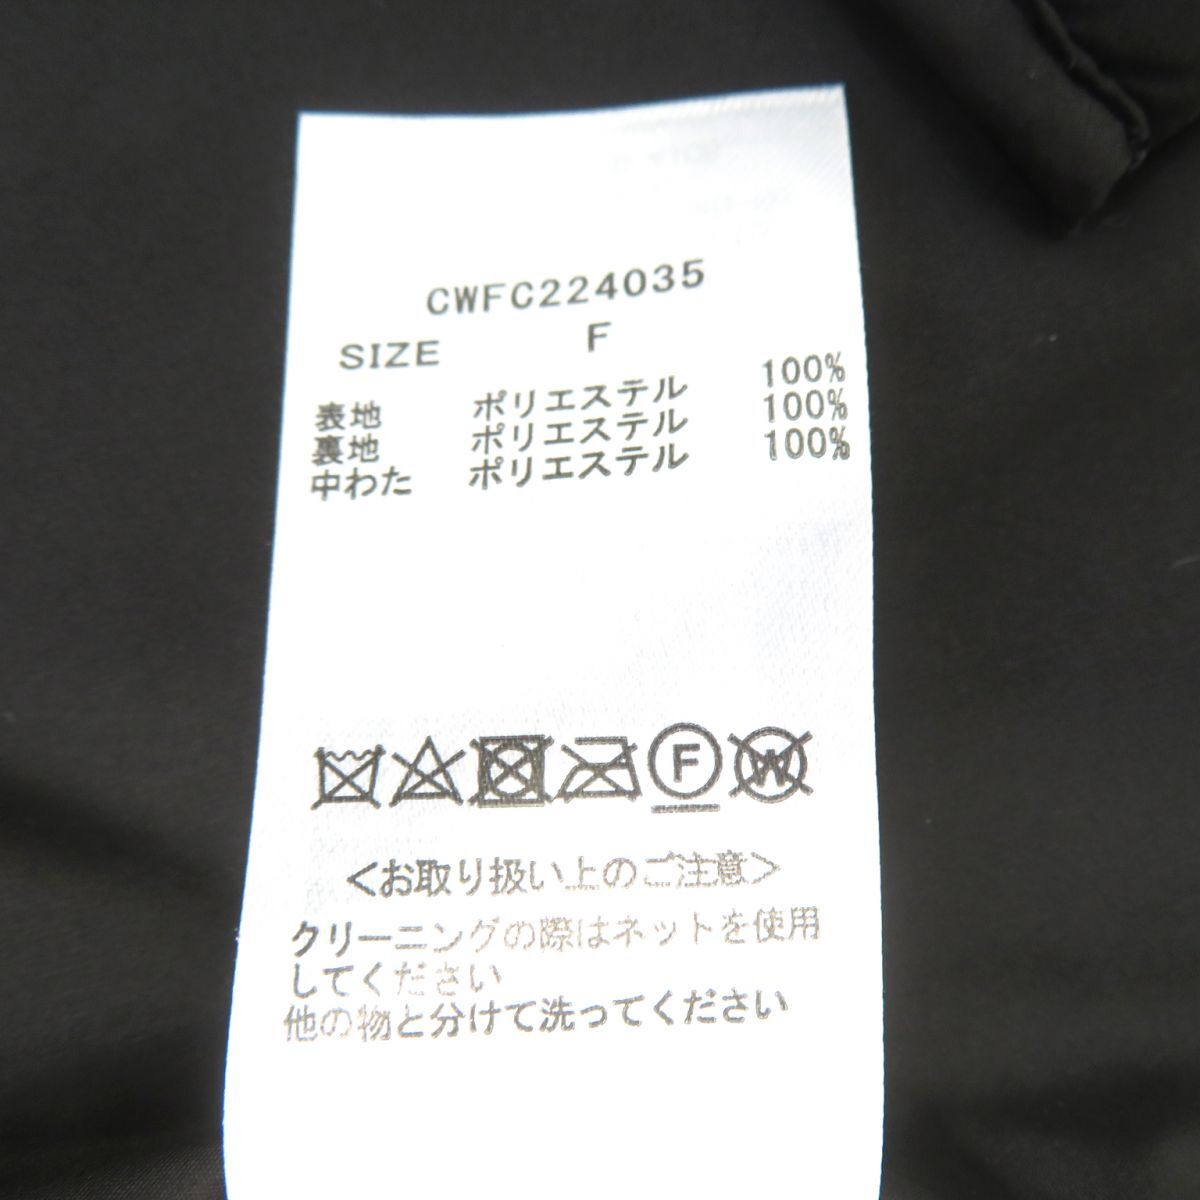 CWFC224035
SIZE F
表地 ポリエステル 100%
裏地 ポリエステル 100%
中わた ポリエステル 100%
F W
<お取り扱い上のご注意>
クリーニングの際はネットを使用
してください
他の物と分けて洗ってください